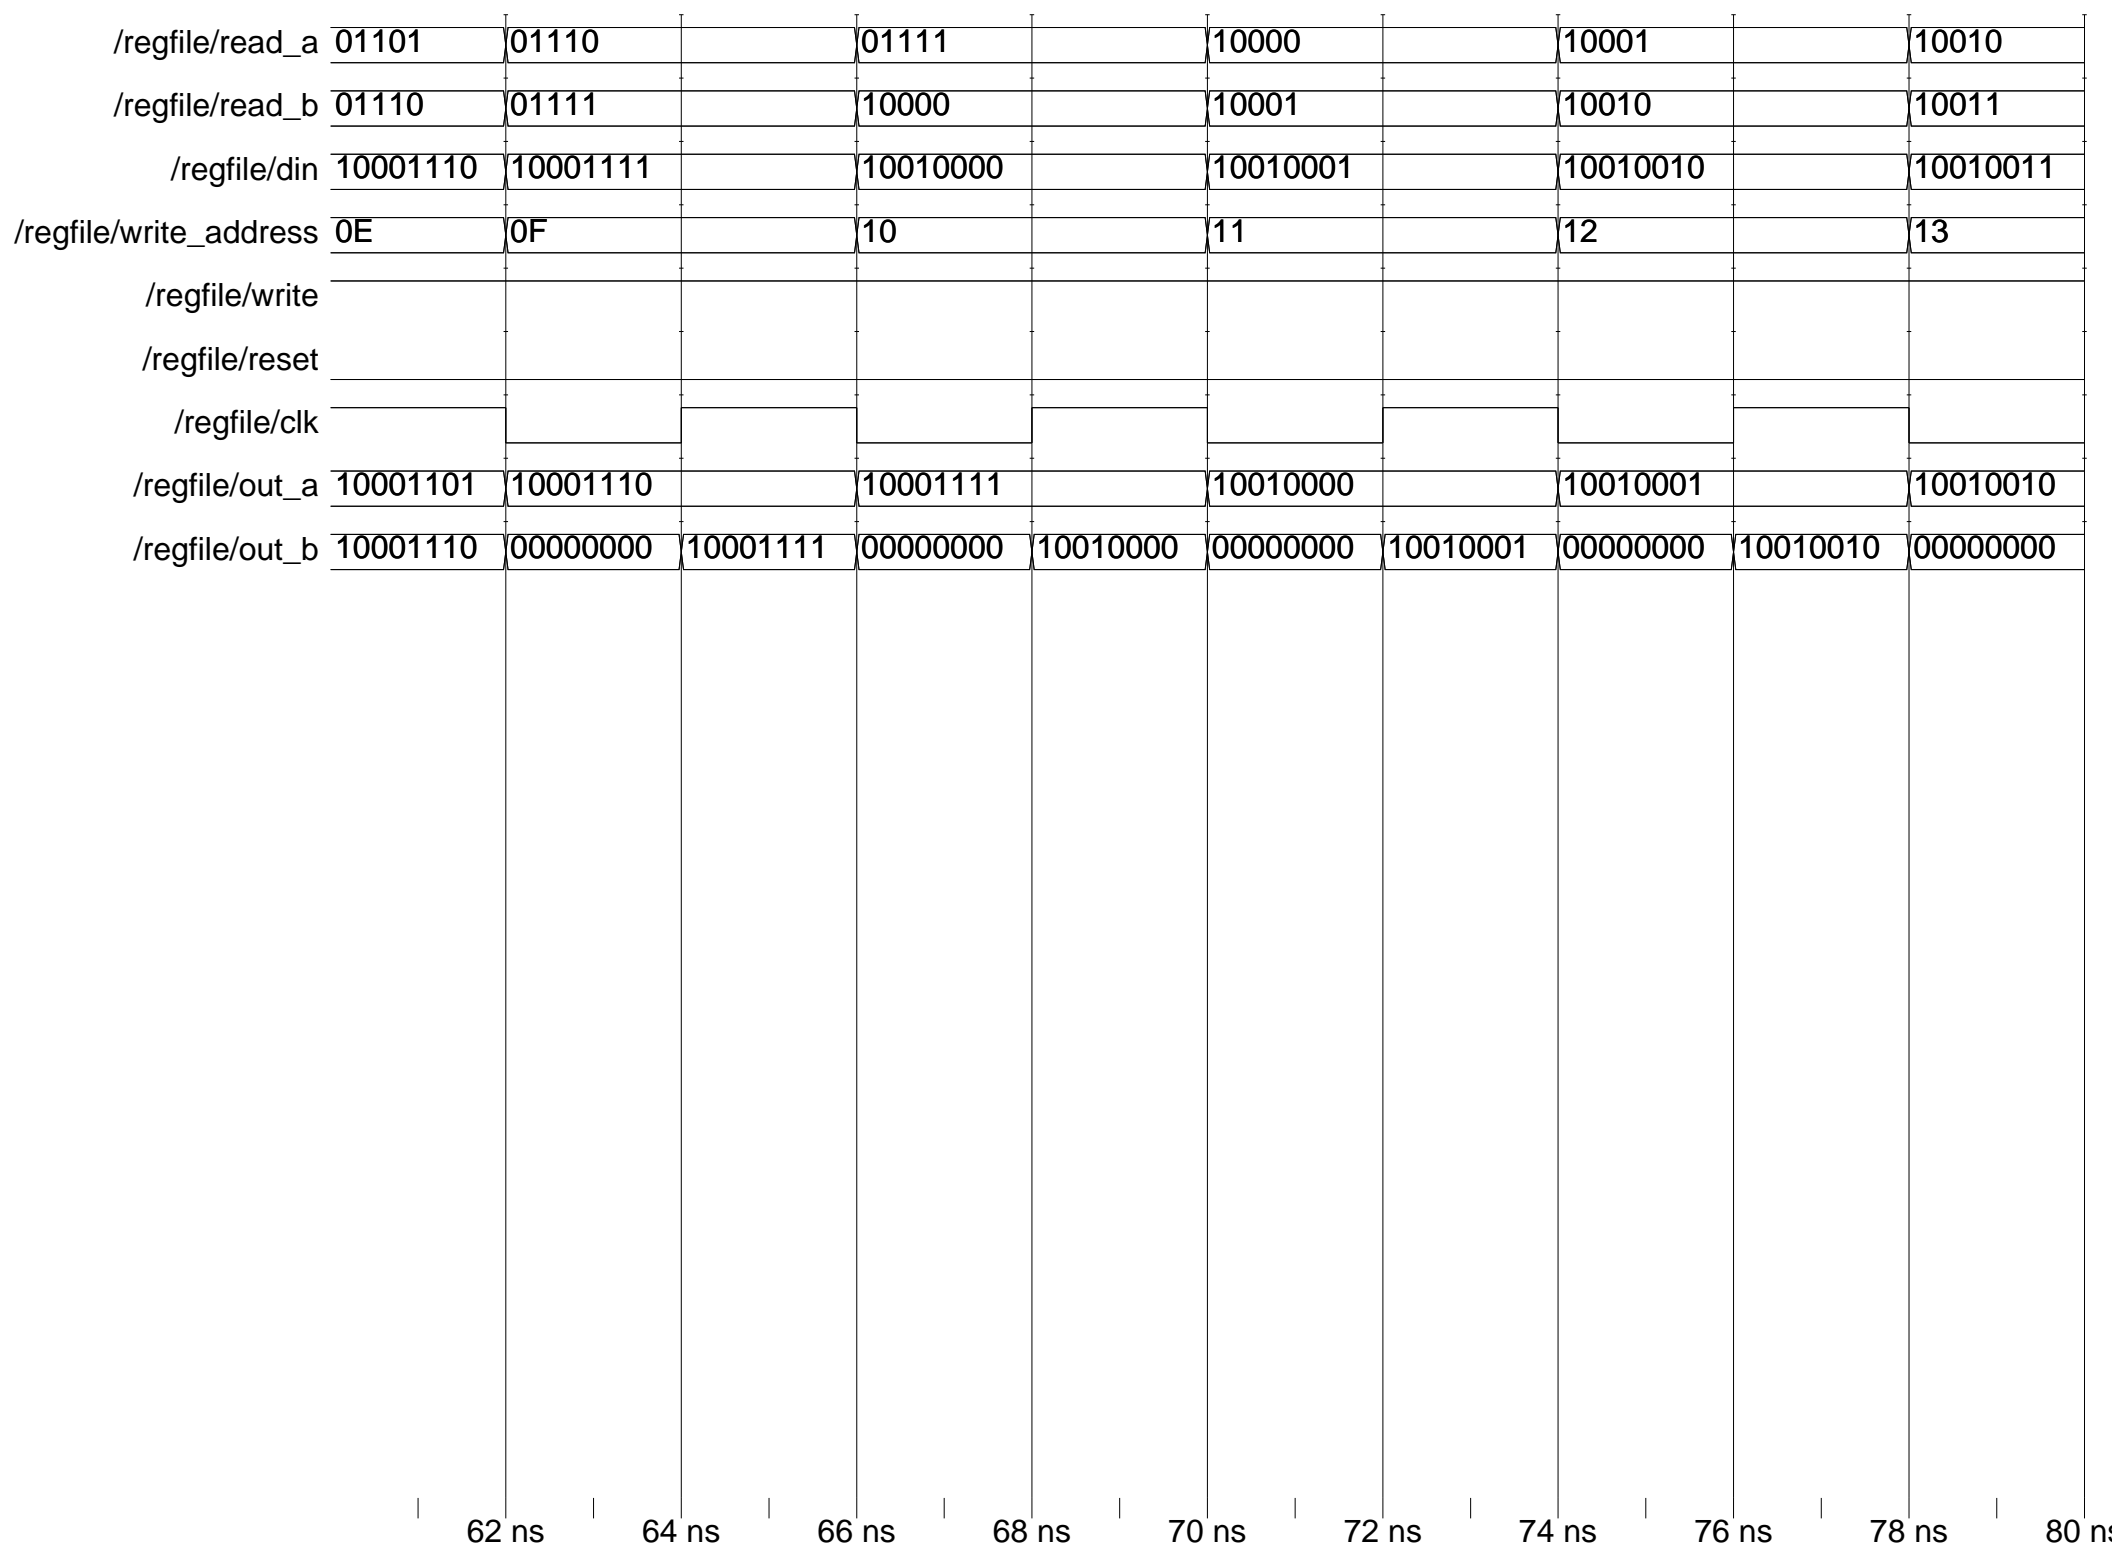 /regfile/read_a 01101 01110 01111 10000 10001 10010
/regfile/read_b 01110 01111 10000 10001 10010 10011
/regfile/din 10001110 10001111 10010000 10010001 10010010 10010011
/regfile/write_address 0E 0F 10 11 12 13
/regfile/write
/regfile/reset
/regfile/clk
/regfile/out_a 10001101 10001110 10001111 10010000 10010001 10010010
/regfile/out_b 10001110 00000000 10001111 00000000 10010000 00000000 10010001 00000000 10010010 00000000
62 ns 64 ns 66 ns 68 ns 70 ns 72 ns 74 ns 76 ns 78 ns 80 ns